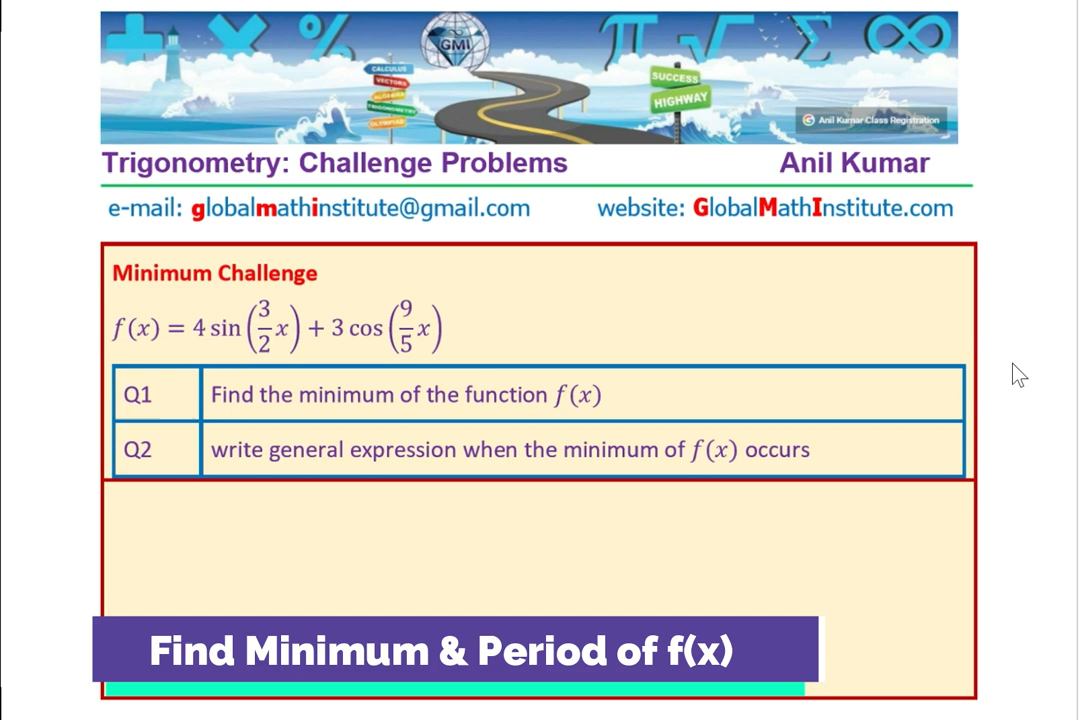 GMI
CALCULUS
VECTORS
ALGEBRA
TRIGONOMETRY
OLYMPIAD
SUCCESS
HIGHWAY
Anil Kumar Class Registration
Trigonometry: Challenge Problems Anil Kumar
e-mail: globalmathinstitute@gmail.com website: GlobalMathInstitute.com
Minimum Challenge
f(x) = 4 sin(3/2 x) + 3 cos(9/5 x)
Q1 Find the minimum of the function f(x)
Q2 write general expression when the minimum of f(x) occurs
Find Minimum & Period of f(x)